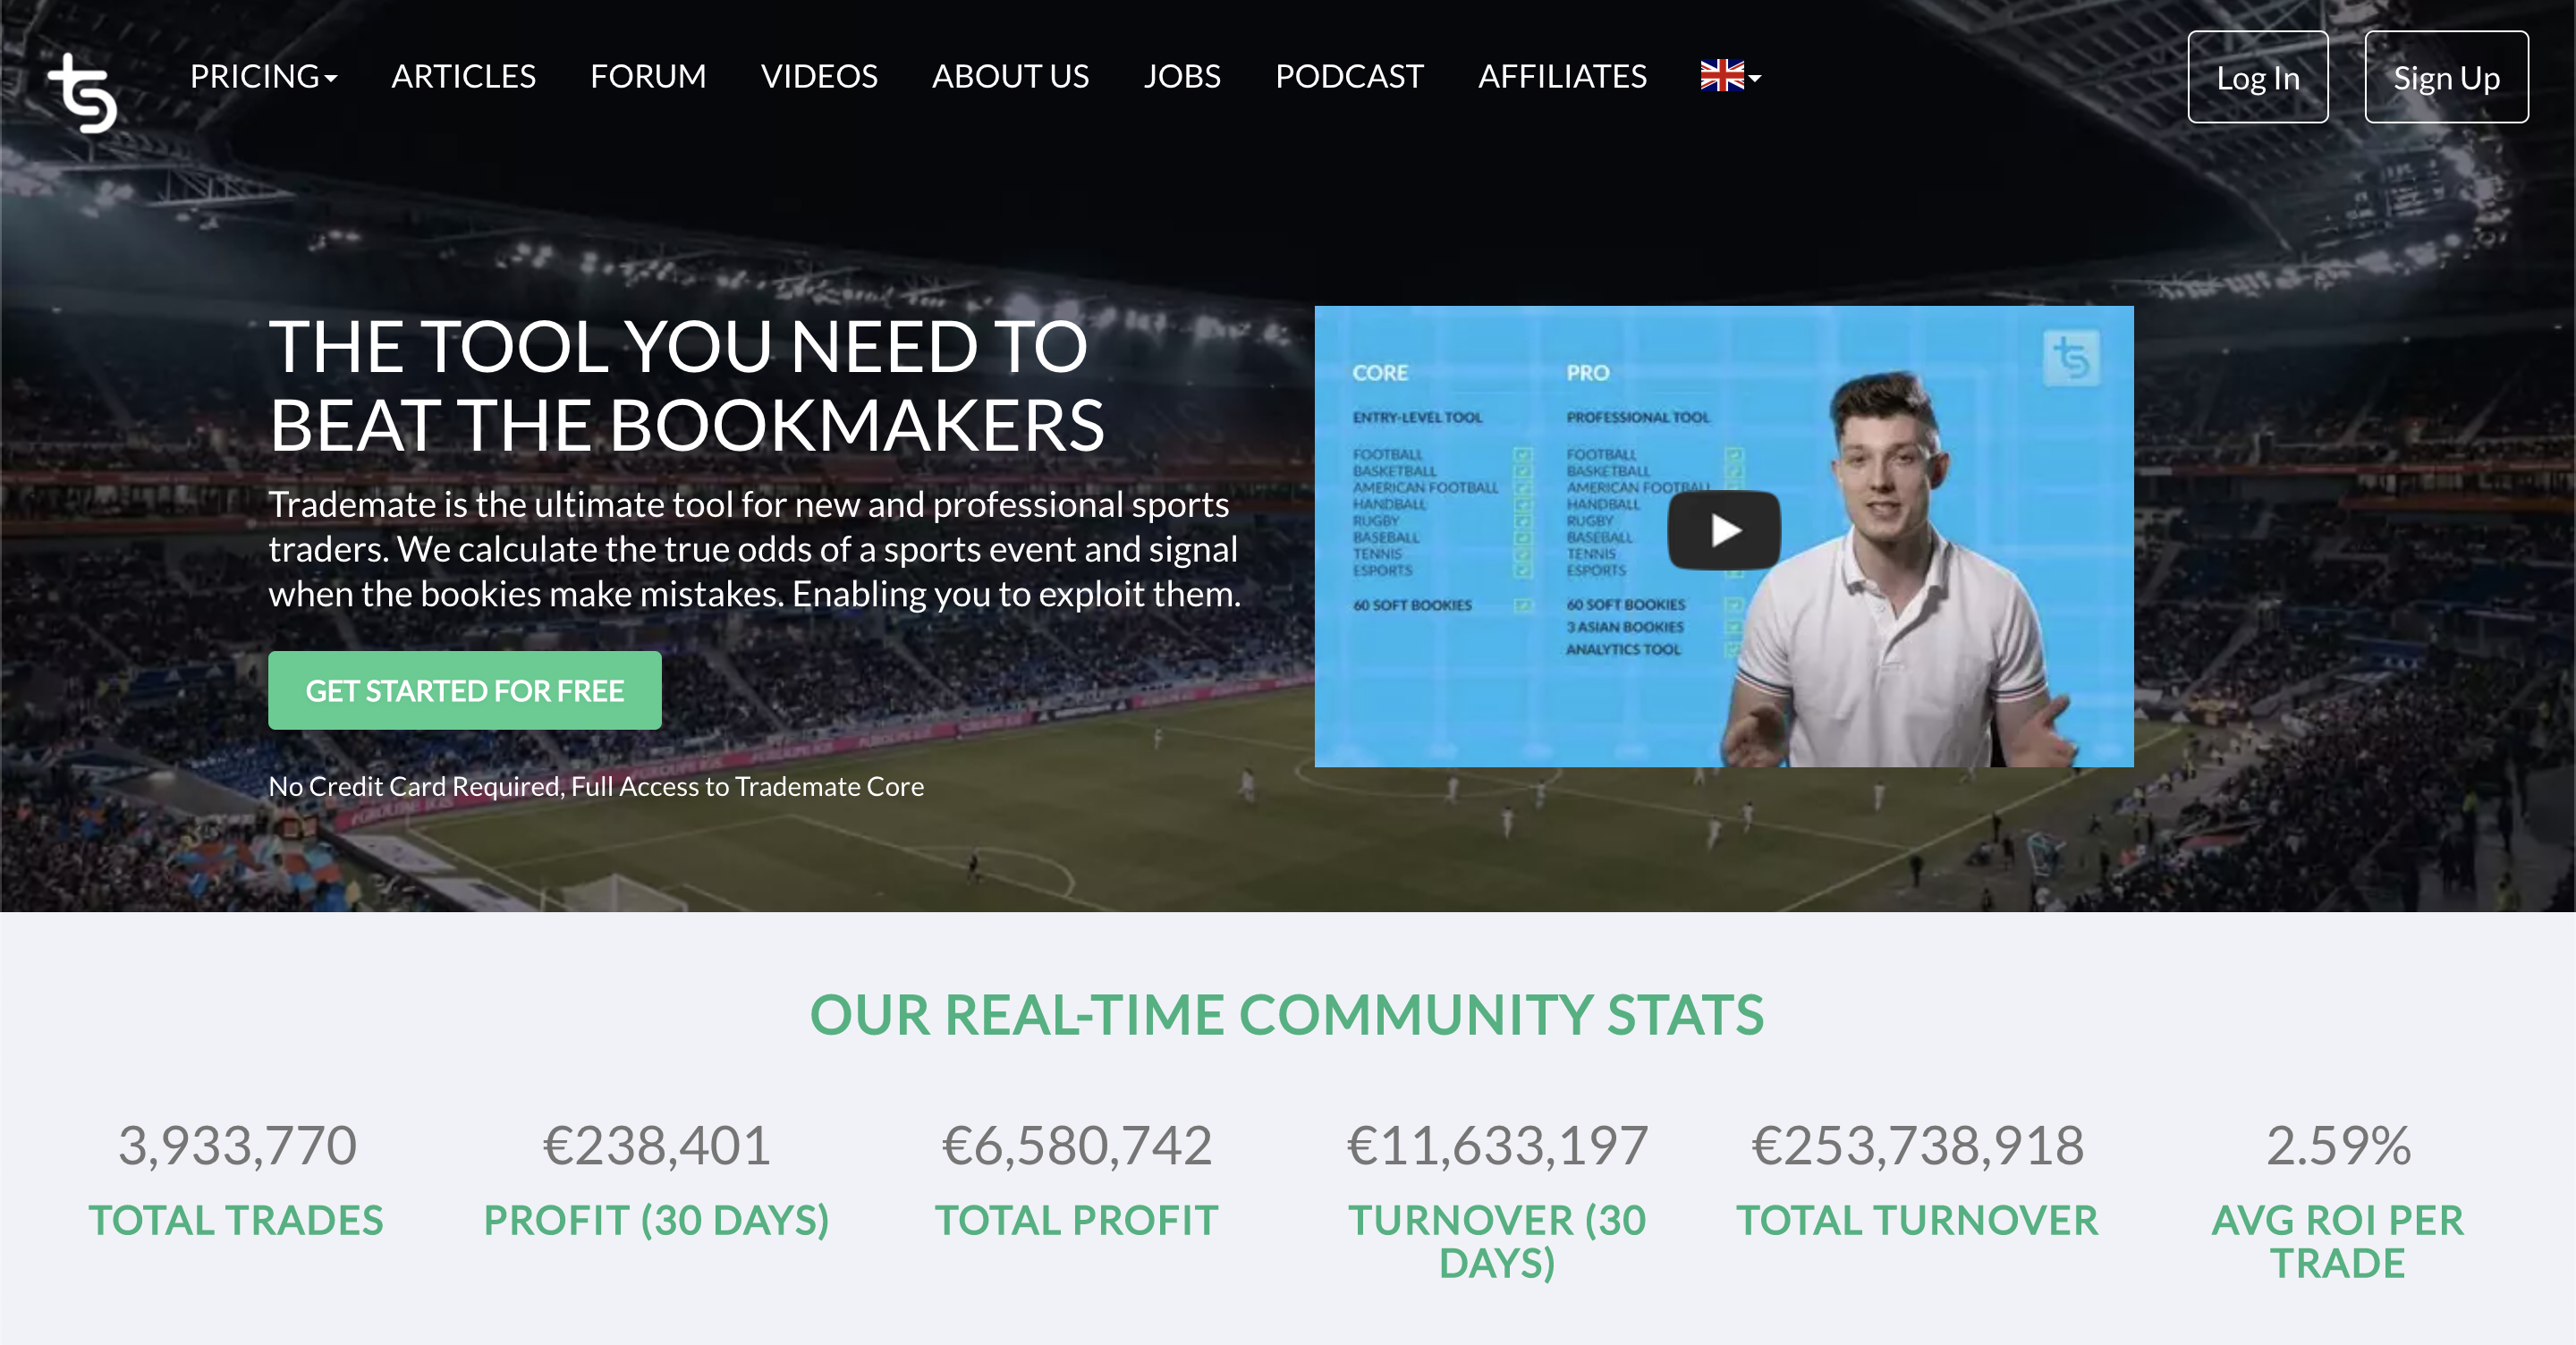 ts
PRICING ARTICLES FORUM VIDEOS ABOUT US JOBS PODCAST AFFILIATES
Log In
Sign Up
THE TOOL YOU NEED TO
BEAT THE BOOKMAKERS
Trademate is the ultimate tool for new and professional sports
traders. We calculate the true odds of a sports event and signal
when the bookies make mistakes. Enabling you to exploit them.
GET STARTED FOR FREE
No Credit Card Required, Full Access to Trademate Core
ts
CORE
ENTRY-LEVEL TOOL
FOOTBALL
BASKETBALL
AMERICAN FOOTBALL
HANDBALL
RUGBY
BASEBALL
TENNIS
ESPORTS
60 SOFT BOOKIES
PRO
PROFESSIONAL TOOL
FOOTBALL
BASKETBALL
AMERICAN FOOTBALL
HANDBALL
RUGBY
BASEBALL
TENNIS
ESPORTS
60 SOFT BOOKIES
3 ASIAN BOOKIES
ANALYTICS TOOL
OUR REAL-TIME COMMUNITY STATS
3,933,770
TOTAL TRADES
€238,401
PROFIT (30 DAYS)
€6,580,742
TOTAL PROFIT
€11,633,197
TURNOVER (30
DAYS)
€253,738,918
TOTAL TURNOVER
2.59%
AVG ROI PER
TRADE